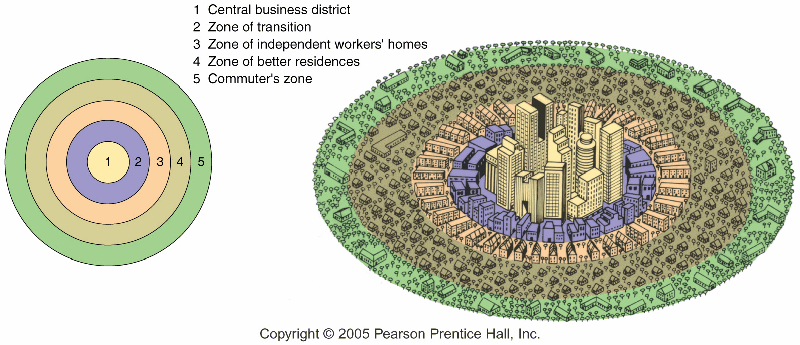 1 Central business district
2 Zone of transition
3 Zone of independent workers' homes
4 Zone of better residences
5 Commuter's zone
1 2 3 4 5
Copyright © 2005 Pearson Prentice Hall, Inc.